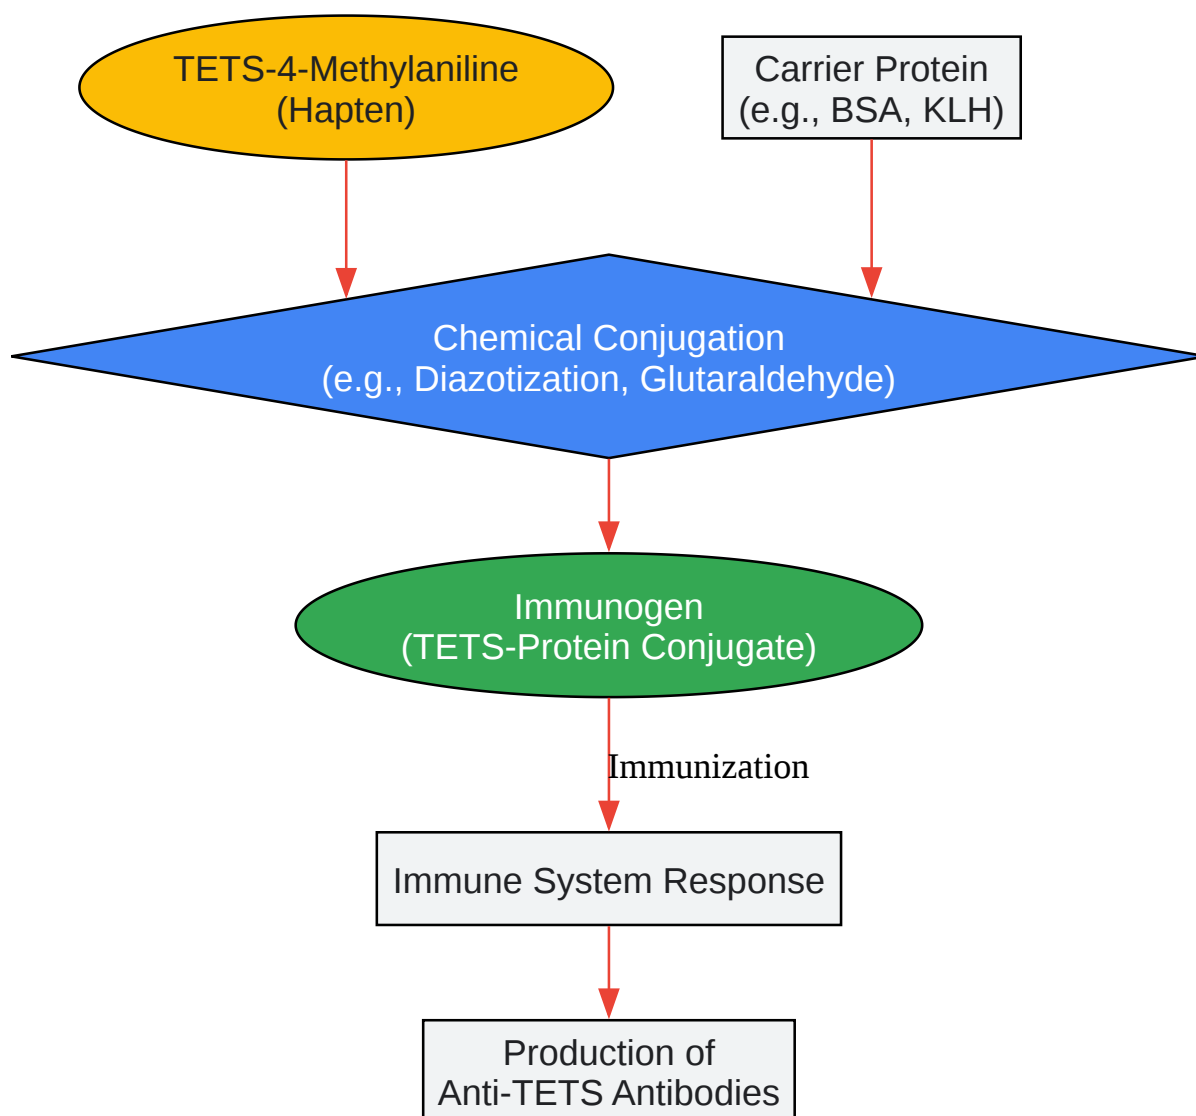 TETS-4-Methylaniline
(Hapten)
Carrier Protein
(e.g., BSA, KLH)
Chemical Conjugation
(e.g., Diazotization, Glutaraldehyde)
Immunogen
(TETS-Protein Conjugate)
Immunization
Immune System Response
Production of
Anti-TETS Antibodies